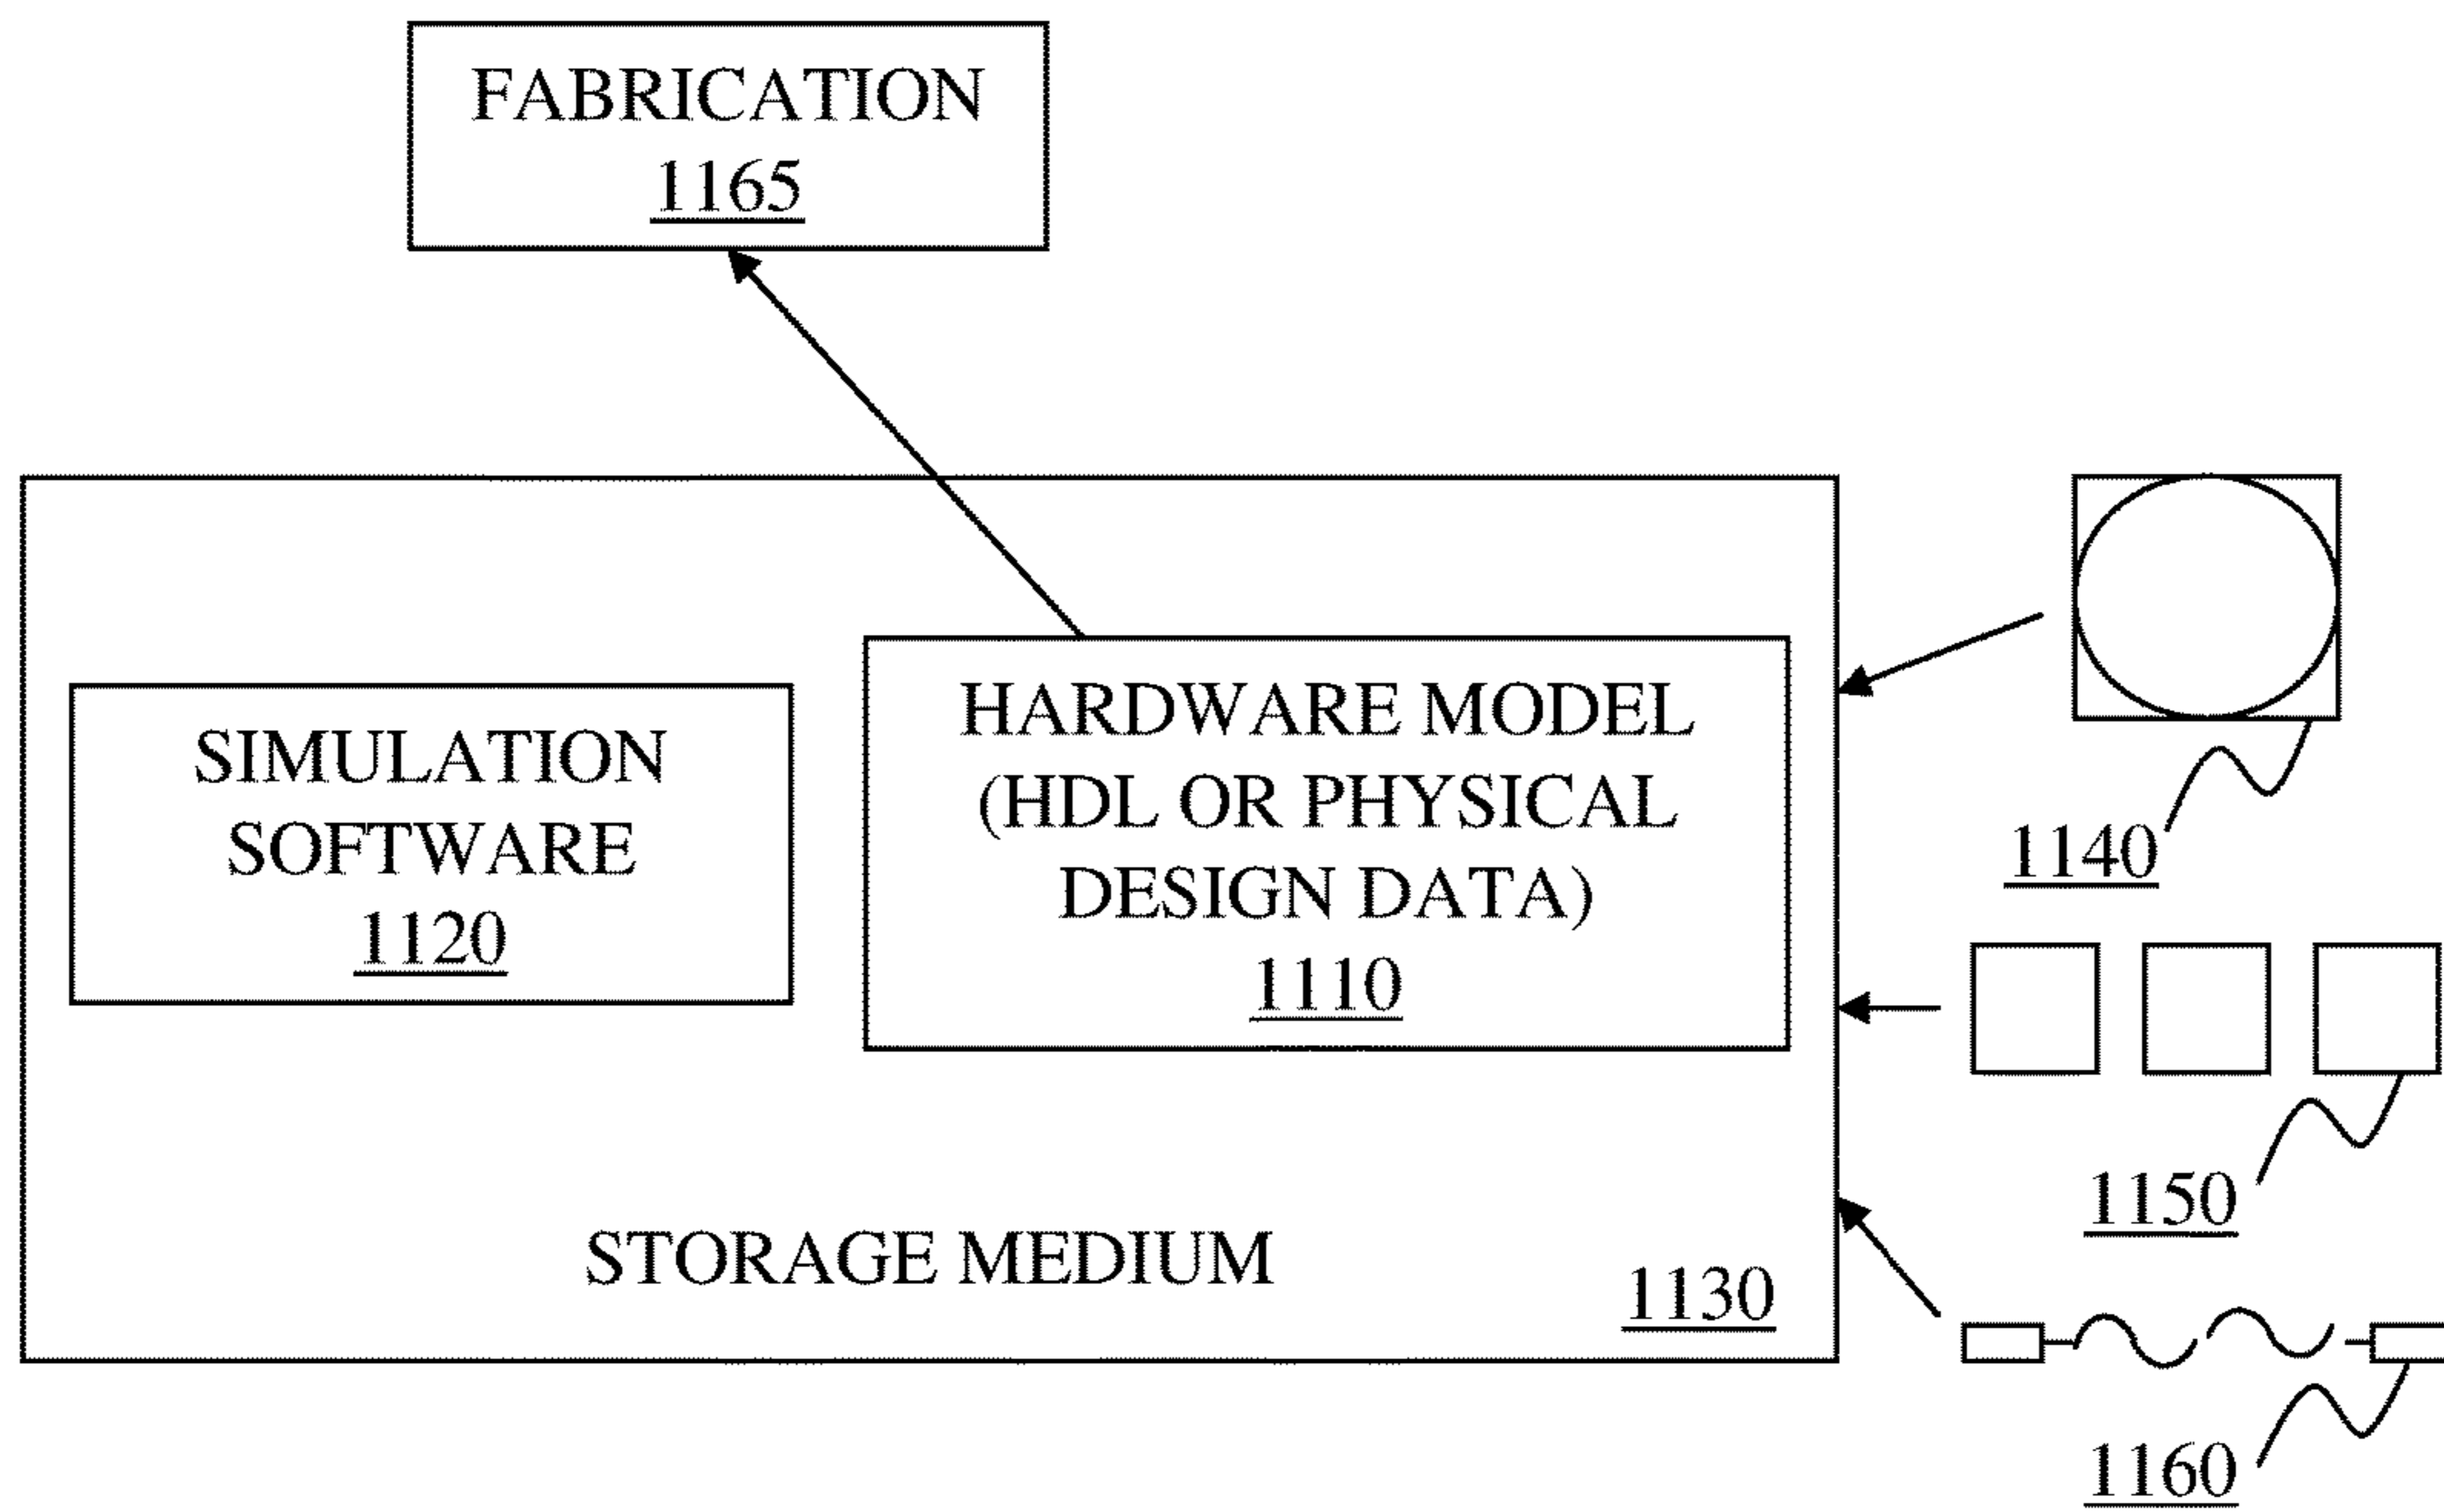 FABRICATION
1165
SIMULATION
SOFTWARE
1120
HARDWARE MODEL
(HDL OR PHYSICAL
DESIGN DATA)
1110
STORAGE MEDIUM
1130
1140
1150
1160